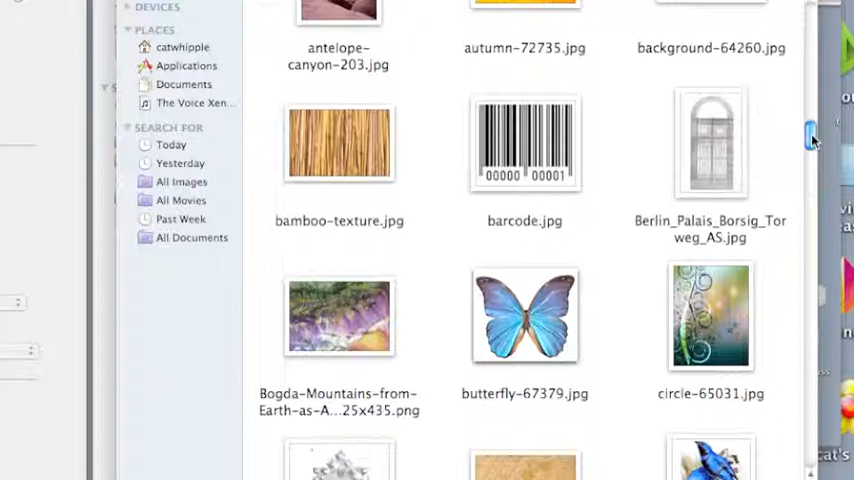 DEVICES
PLACES
catwhipple
Applications
Documents
The Voice Xen...
SEARCH FOR
Today
Yesterday
All Images
All Movies
Past Week
All Documents
antelope-
canyon-203.jpg
autumn-72735.jpg
background-64260.jpg
00000 00001
bamboo-texture.jpg
barcode.jpg
Berlin_Palais_Borsig_Tor
weg_AS.jpg
Bogda-Mountains-from-
Earth-as-A...25x435.png
butterfly-67379.jpg
circle-65031.jpg
cat's